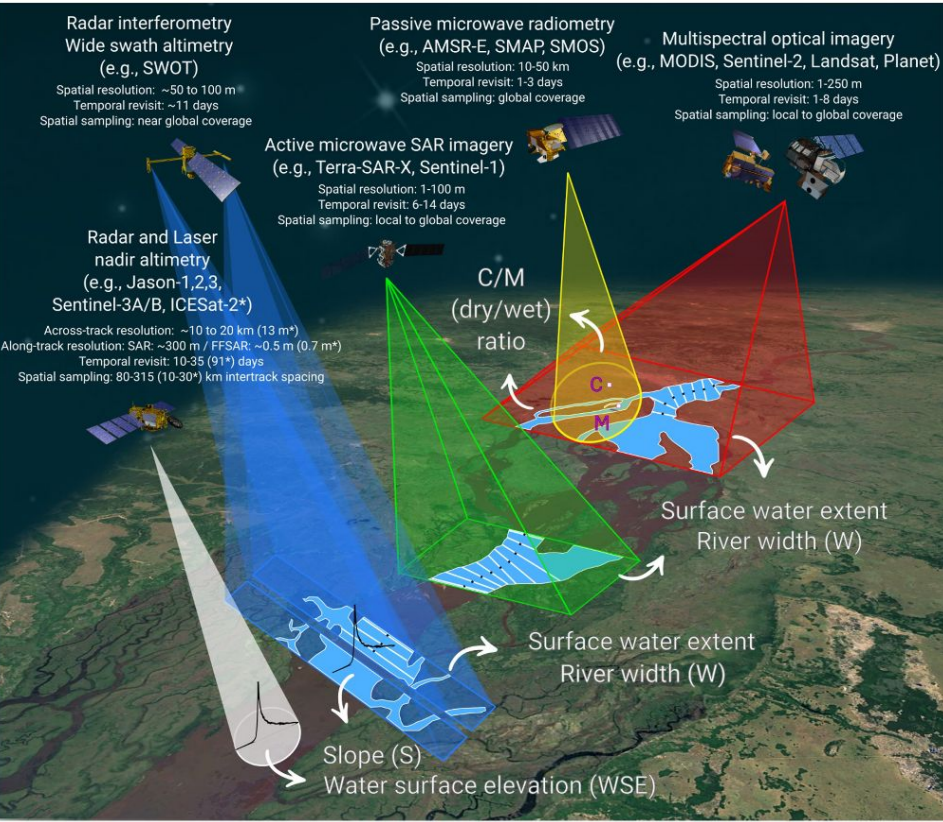 Radar interferometry
Wide swath altimetry
(e.g., SWOT)
Spatial resolution: ~50 to 100 m
Temporal revisit: ~11 days
Spatial sampling: near global coverage
Passive microwave radiometry
(e.g., AMSR-E, SMAP, SMOS)
Spatial resolution: 10-50 km
Temporal revisit: 1-3 days
Spatial sampling: global coverage
Multispectral optical imagery
(e.g., MODIS, Sentinel-2, Landsat, Planet)
Spatial resolution: 1-250 m
Temporal revisit: 1-8 days
Spatial sampling: local to global coverage
Active microwave SAR imagery
(e.g., Terra-SAR-X, Sentinel-1)
Spatial resolution: 1-100 m
Temporal revisit: 6-14 days
Spatial sampling: local to global coverage
Radar and Laser
nadir altimetry
(e.g., Jason-1,2,3,
Sentinel-3A/B, ICESat-2*)
Across-track resolution: ~10 to 20 km (13 m*)
Along-track resolution: SAR: ~300 m / FFSAR: ~0.5 m (0.7 m*)
Temporal revisit: 10-35 (91*) days
Spatial sampling: 80-315 (10-30*) km intertrack spacing
C/M
(dry/wet)
ratio
C
M
Surface water extent
River width (W)
Surface water extent
River width (W)
Slope (S)
Water surface elevation (WSE)